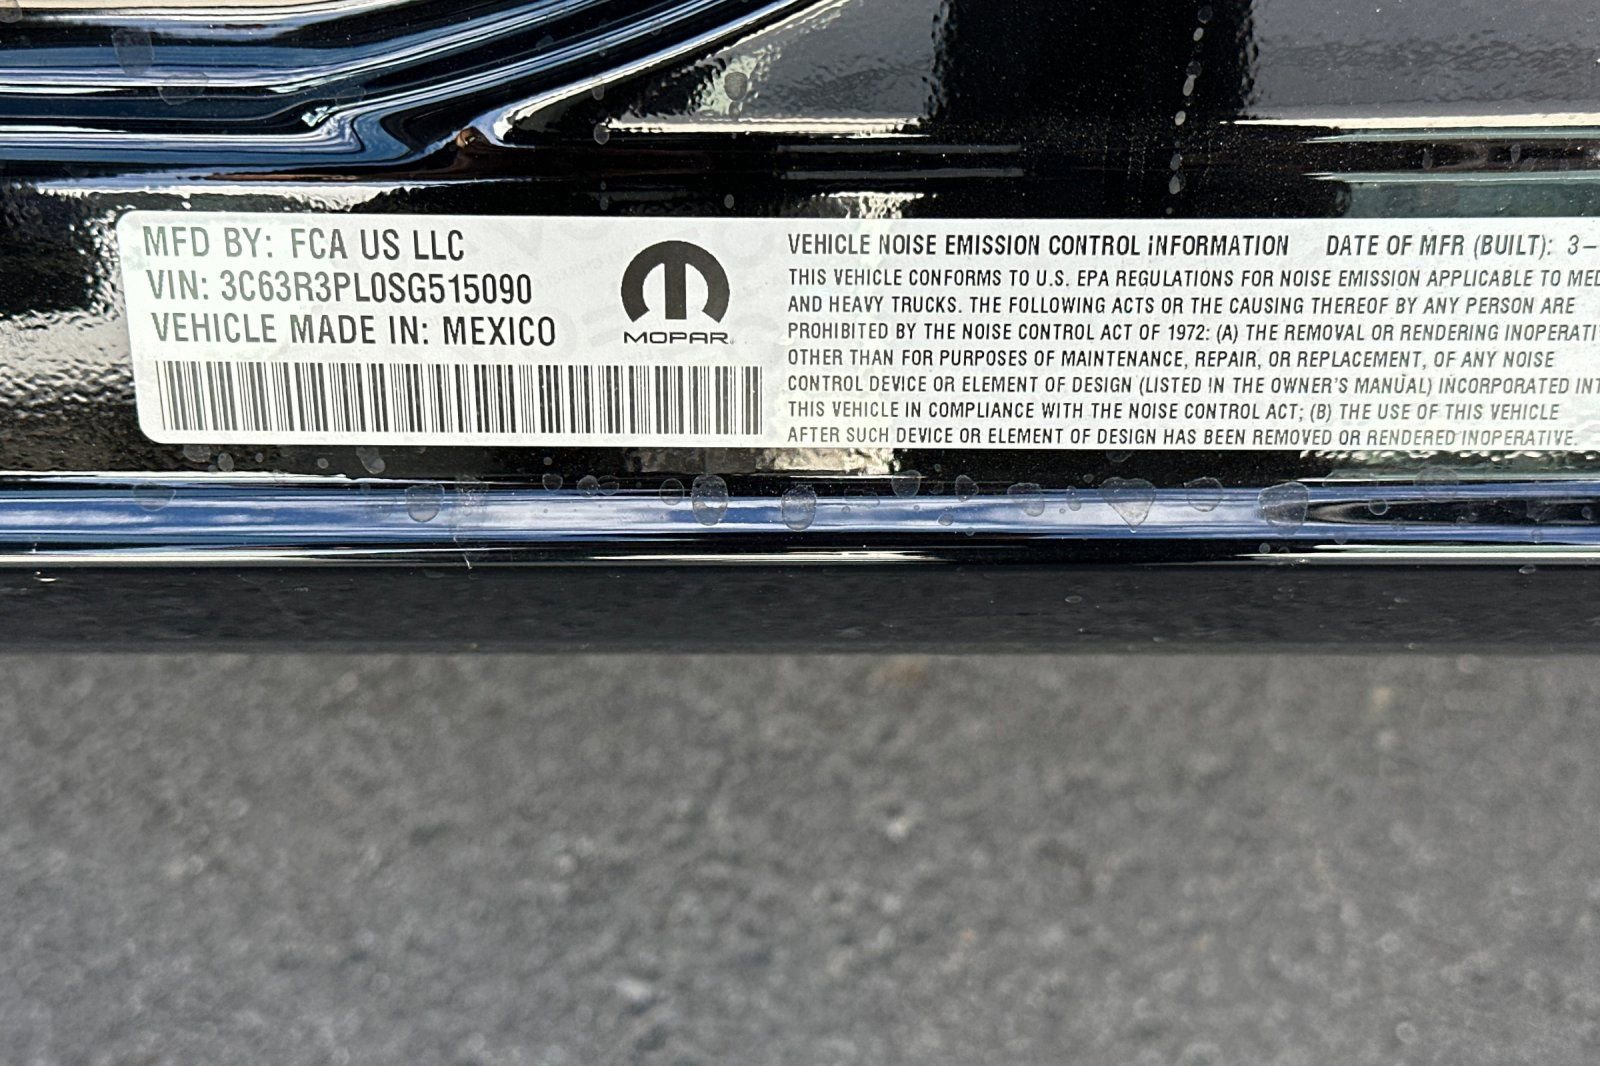 MFD BY: FCA US LLC
VIN: 3C63R3PL0SG515090
VEHICLE MADE IN: MEXICO
MOPAR
VEHICLE NOISE EMISSION CONTROL INFORMATION DATE OF MFR (BUILT): 3-
THIS VEHICLE CONFORMS TO U.S. EPA REGULATIONS FOR NOISE EMISSION APPLICABLE TO MED
AND HEAVY TRUCKS. THE FOLLOWING ACTS OR THE CAUSING THEREOF BY ANY PERSON ARE
PROHIBITED BY THE NOISE CONTROL ACT OF 1972: (A) THE REMOVAL OR RENDERING INOPERATI
OTHER THAN FOR PURPOSES OF MAINTENANCE, REPAIR, OR REPLACEMENT, OF ANY NOISE
CONTROL DEVICE OR ELEMENT OF DESIGN (LISTED IN THE OWNER'S MANUAL) INCORPORATED INT
THIS VEHICLE IN COMPLIANCE WITH THE NOISE CONTROL ACT; (B) THE USE OF THIS VEHICLE
AFTER SUCH DEVICE OR ELEMENT OF DESIGN HAS BEEN REMOVED OR RENDERED INOPERATIVE.